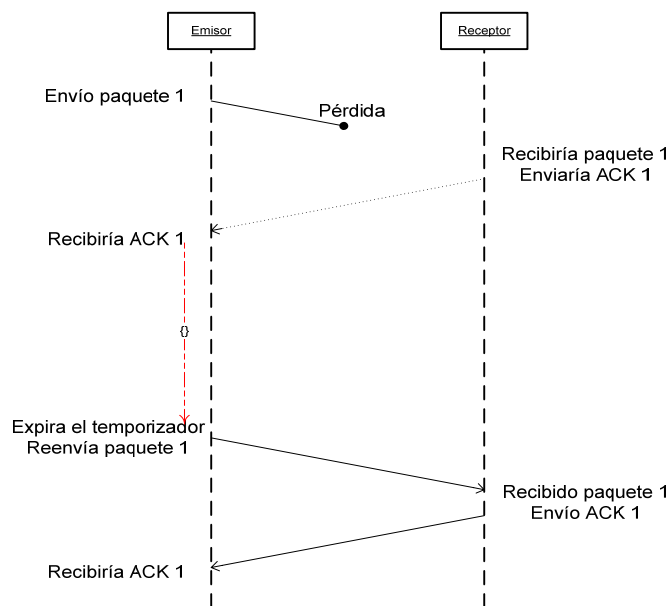 Emisor
Receptor
Envío paquete 1
Pérdida
Recibiría paquete 1
Enviaría ACK 1
Recibiría ACK 1
{}
Expira el temporizador
Reenvía paquete 1
Recibido paquete 1
Envío ACK 1
Recibiría ACK 1